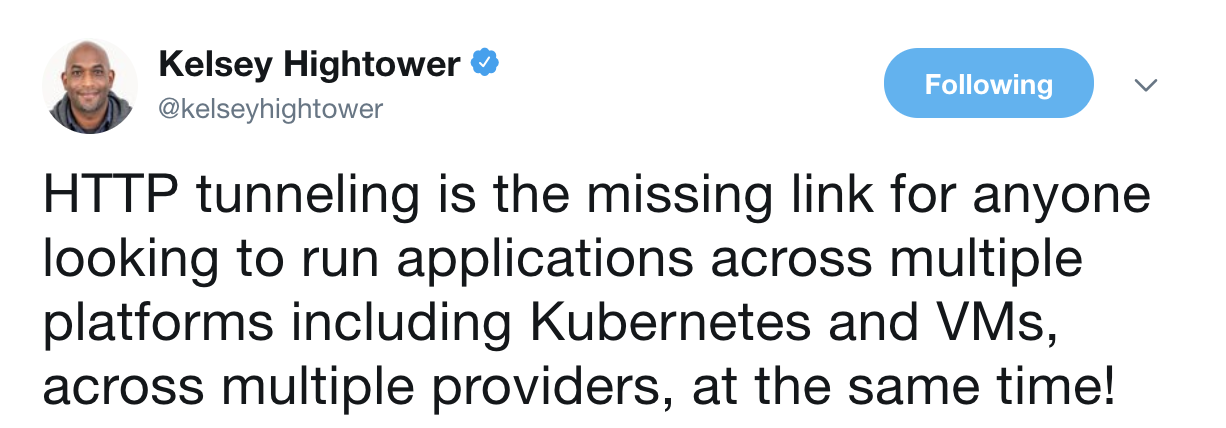 Kelsey Hightower
@kelseyhightower
Following
HTTP tunneling is the missing link for anyone
looking to run applications across multiple
platforms including Kubernetes and VMs,
across multiple providers, at the same time!